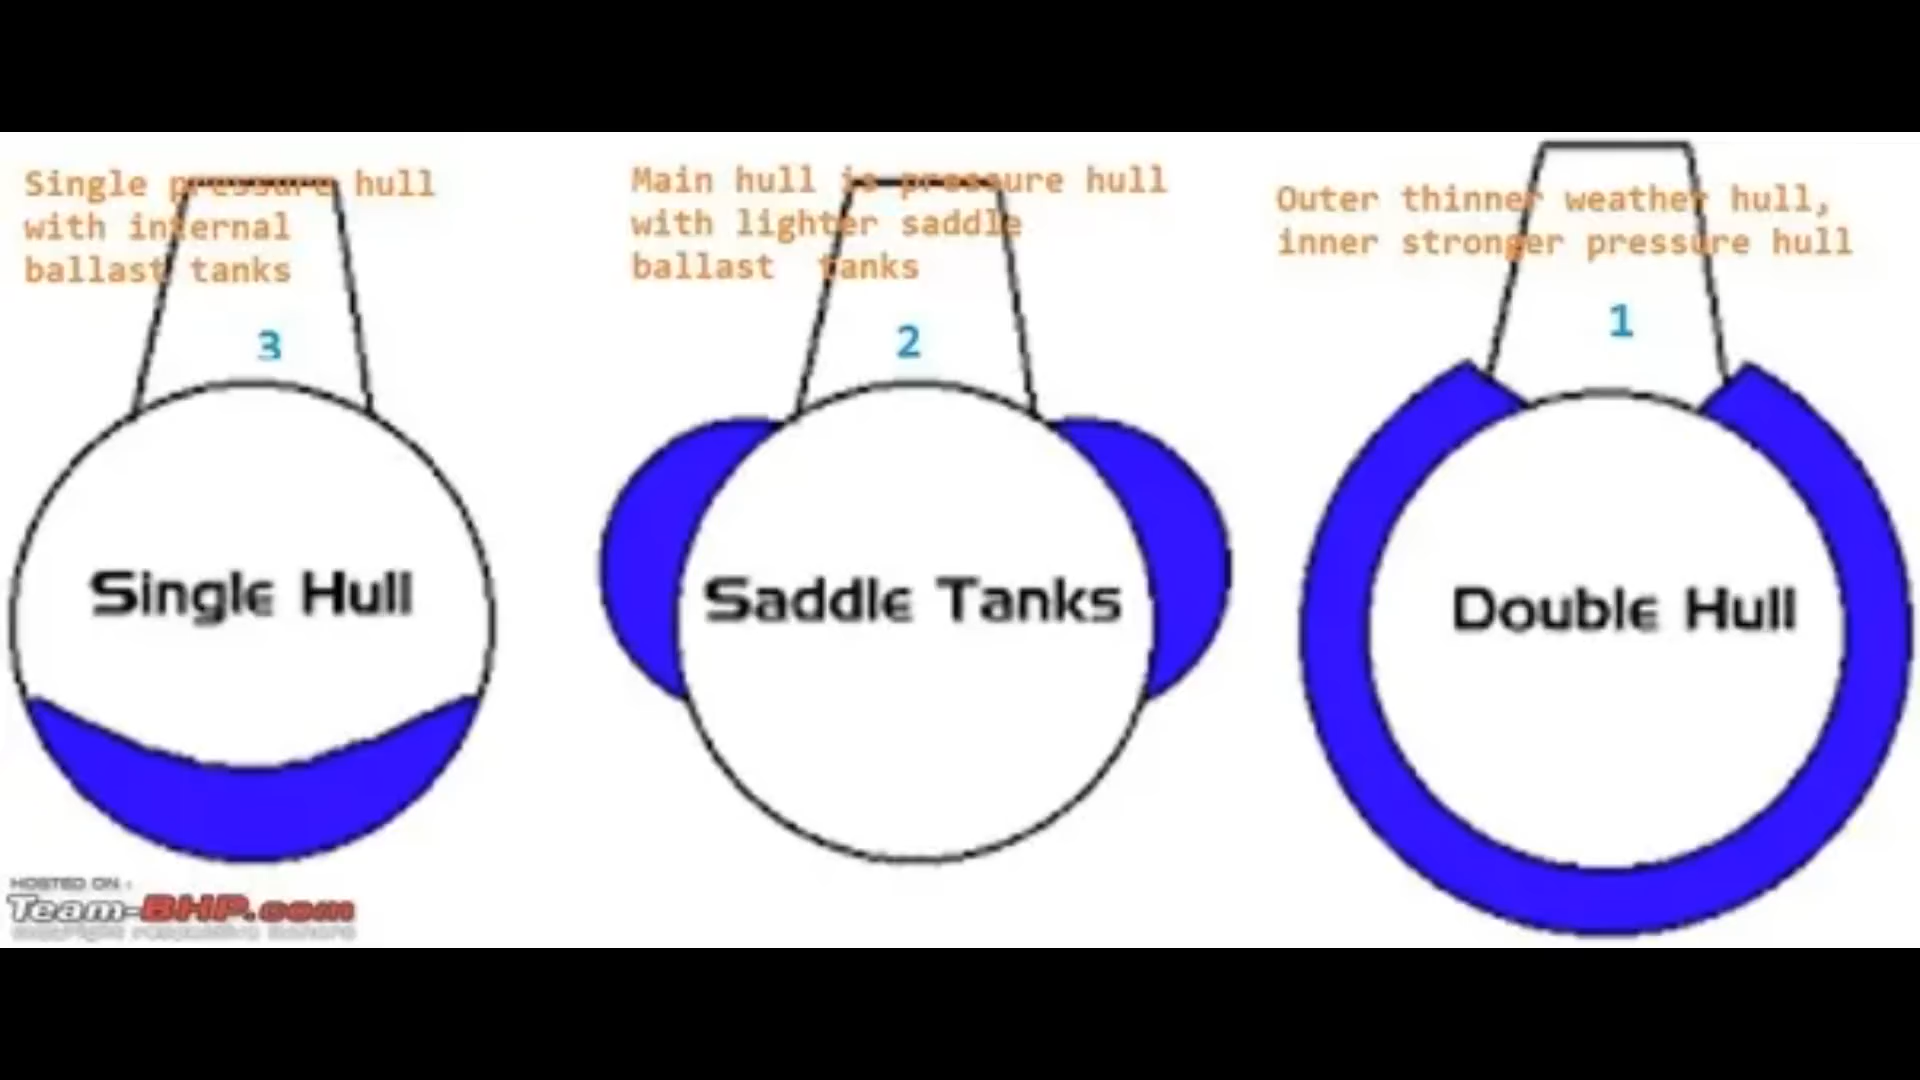 Single pressure hull
with internal
ballast tanks
3
Single Hull
Main hull is pressure hull
with lighter saddle
ballast tanks
2
Saddle Tanks
Outer thinner weather hull,
inner stronger pressure hull
1
Double Hull
HOSTED ON :
Team-BHP.com